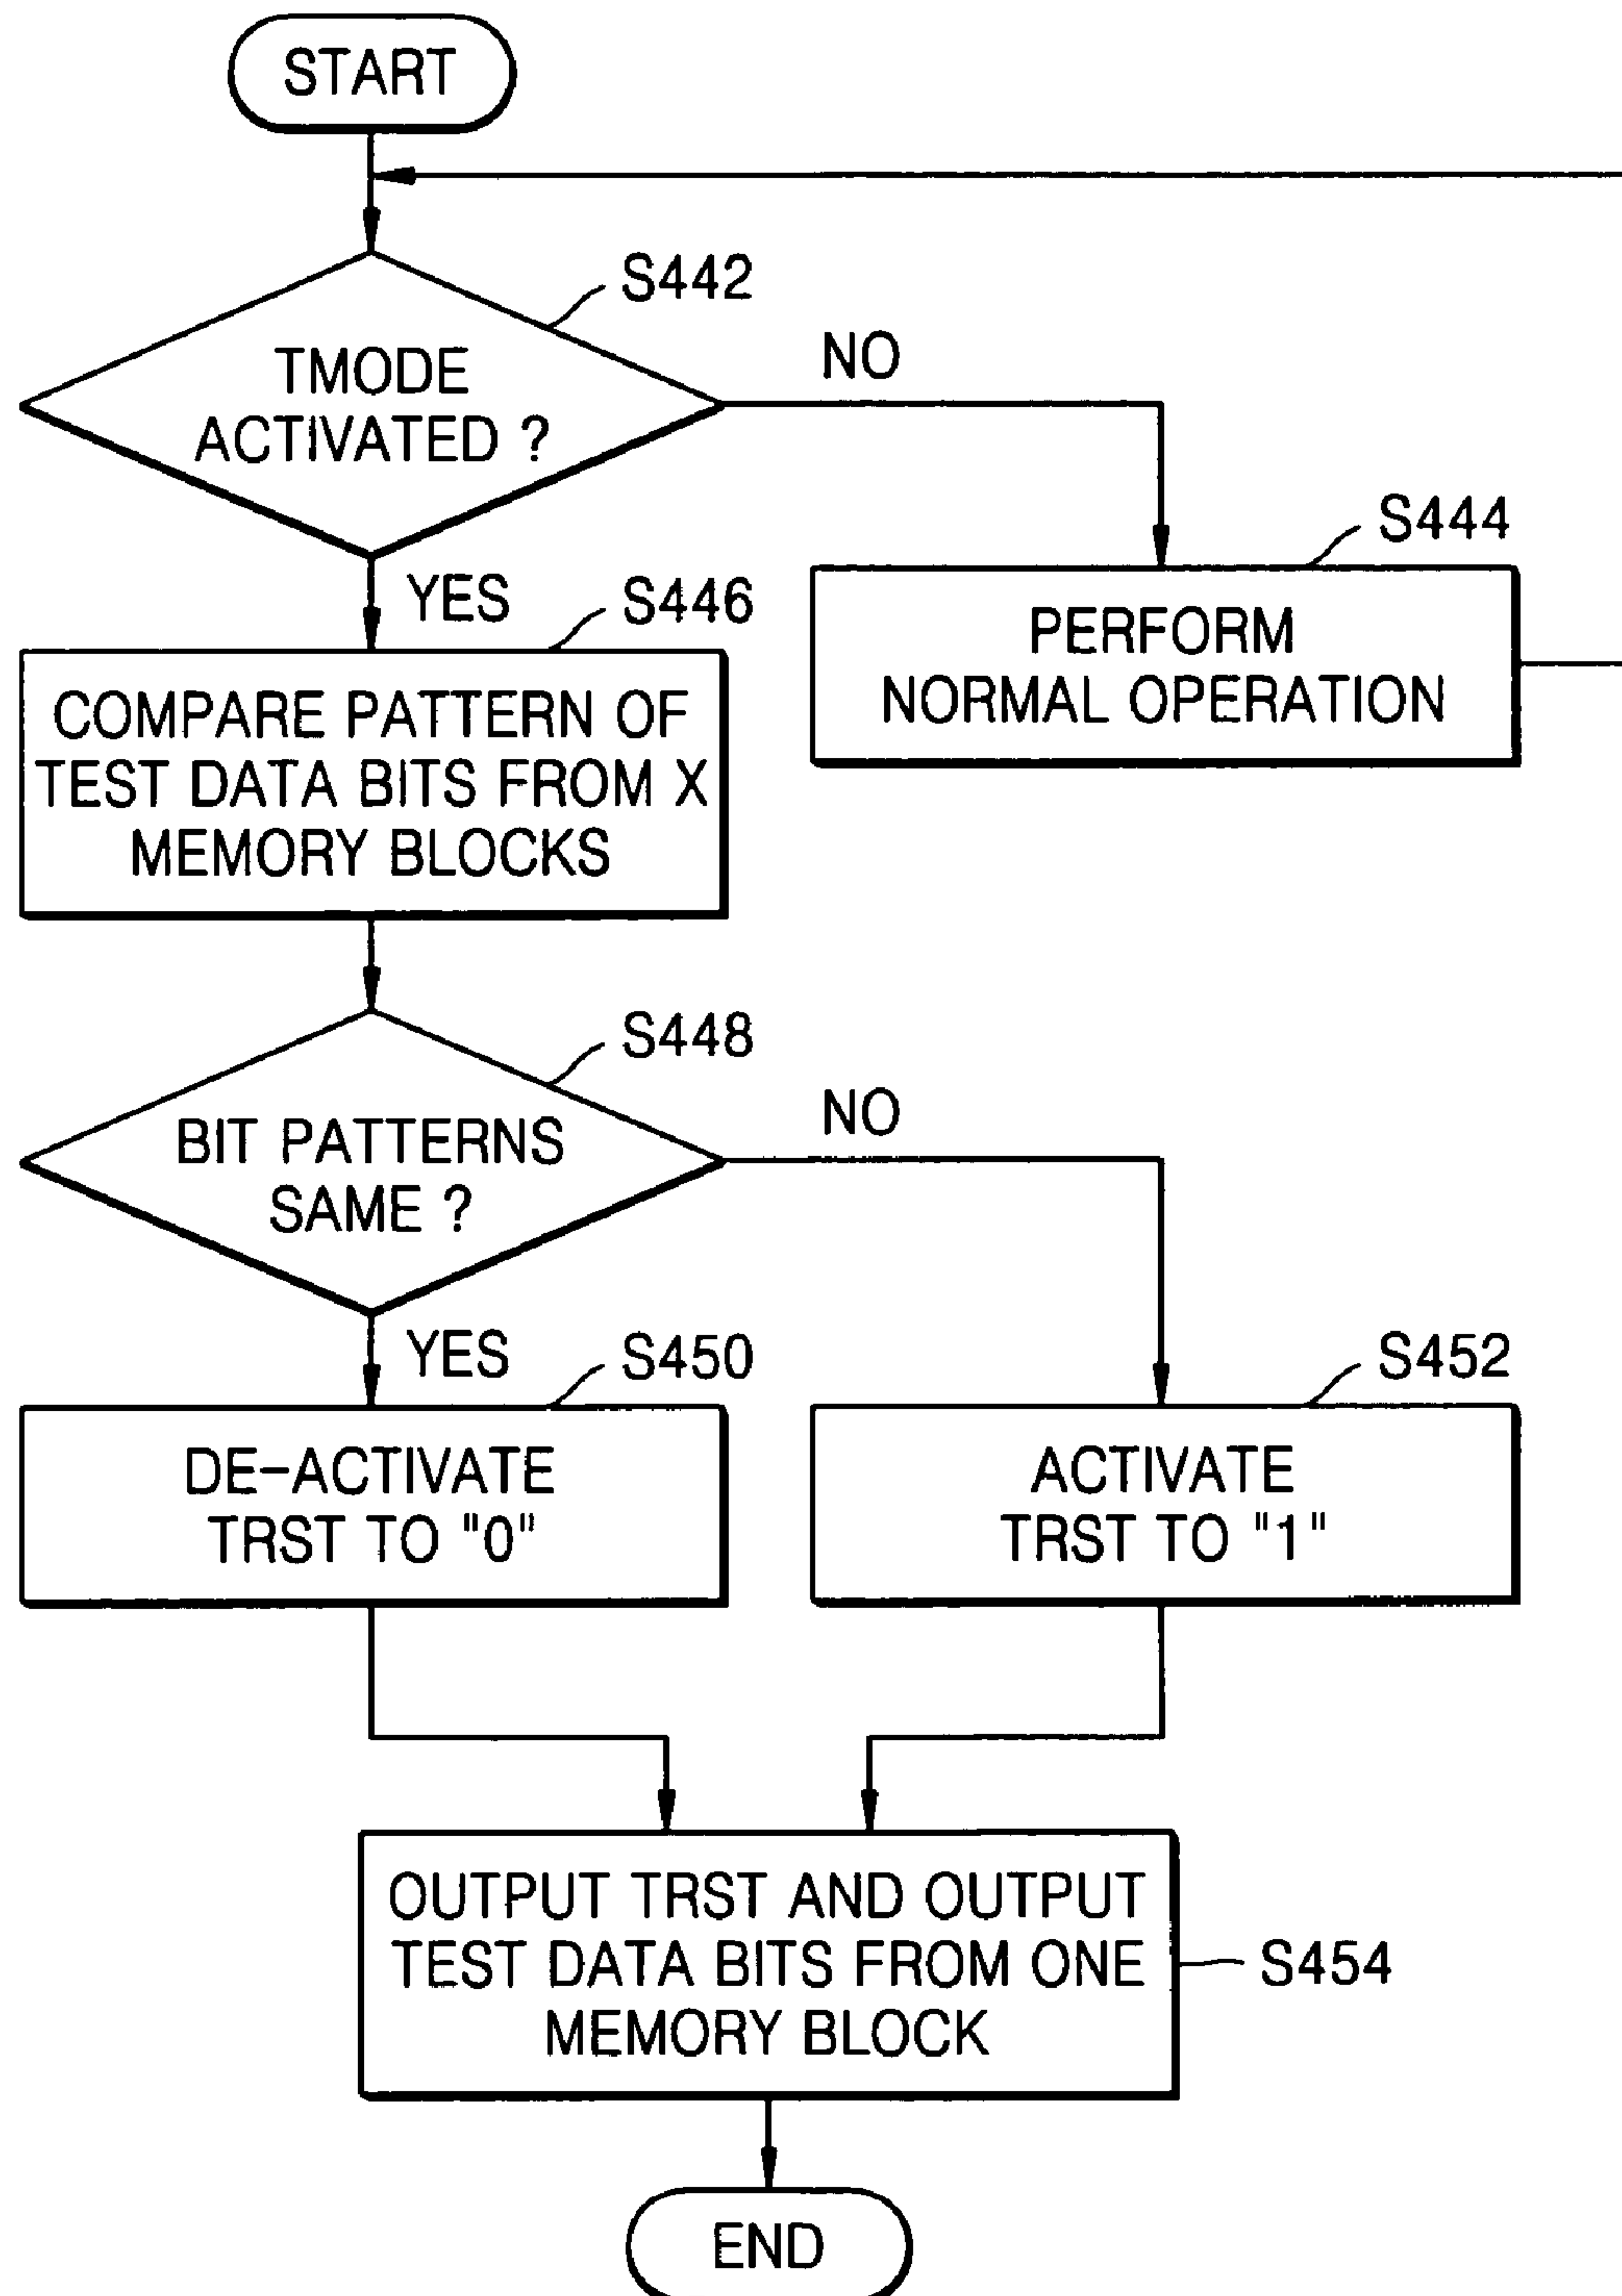 START
S442
TMODE
ACTIVATED ?
NO
YES
S444
PERFORM
NORMAL OPERATION
S446
COMPARE PATTERN OF
TEST DATA BITS FROM X
MEMORY BLOCKS
S448
BIT PATTERNS
SAME ?
NO
YES
S450
DE-ACTIVATE
TRST TO "0"
S452
ACTIVATE
TRST TO "1"
OUTPUT TRST AND OUTPUT
TEST DATA BITS FROM ONE
MEMORY BLOCK
S454
END